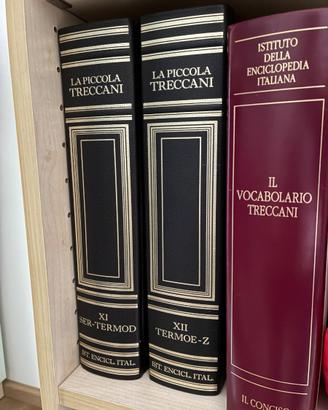 LA PICCOLA
TRECCANI
XI
SER-TERMOD
IST. ENCICL. ITAL.
LA PICCOLA
TRECCANI
XII
TERMOE-Z
IST. ENCICL. ITAL.
ISTITUTO
DELLA
ENCICLOPEDIA
ITALIANA
IL
VOCABOLARIO
TRECCANI
IL CONCISO